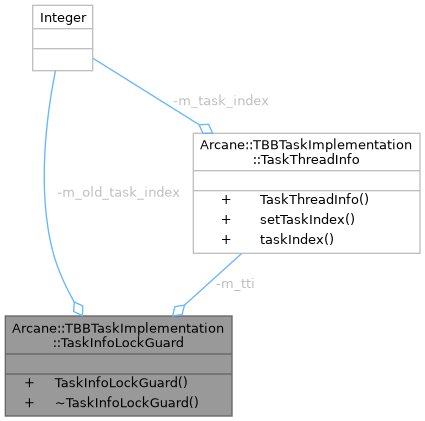 Integer
-m_task_index
Arcane::TBBTaskImplementation
::TaskThreadInfo
+ TaskThreadInfo()
+ setTaskIndex()
+ taskIndex()
-m_old_task_index
-m_tti
Arcane::TBBTaskImplementation
::TaskInfoLockGuard
+ TaskInfoLockGuard()
+ ~TaskInfoLockGuard()